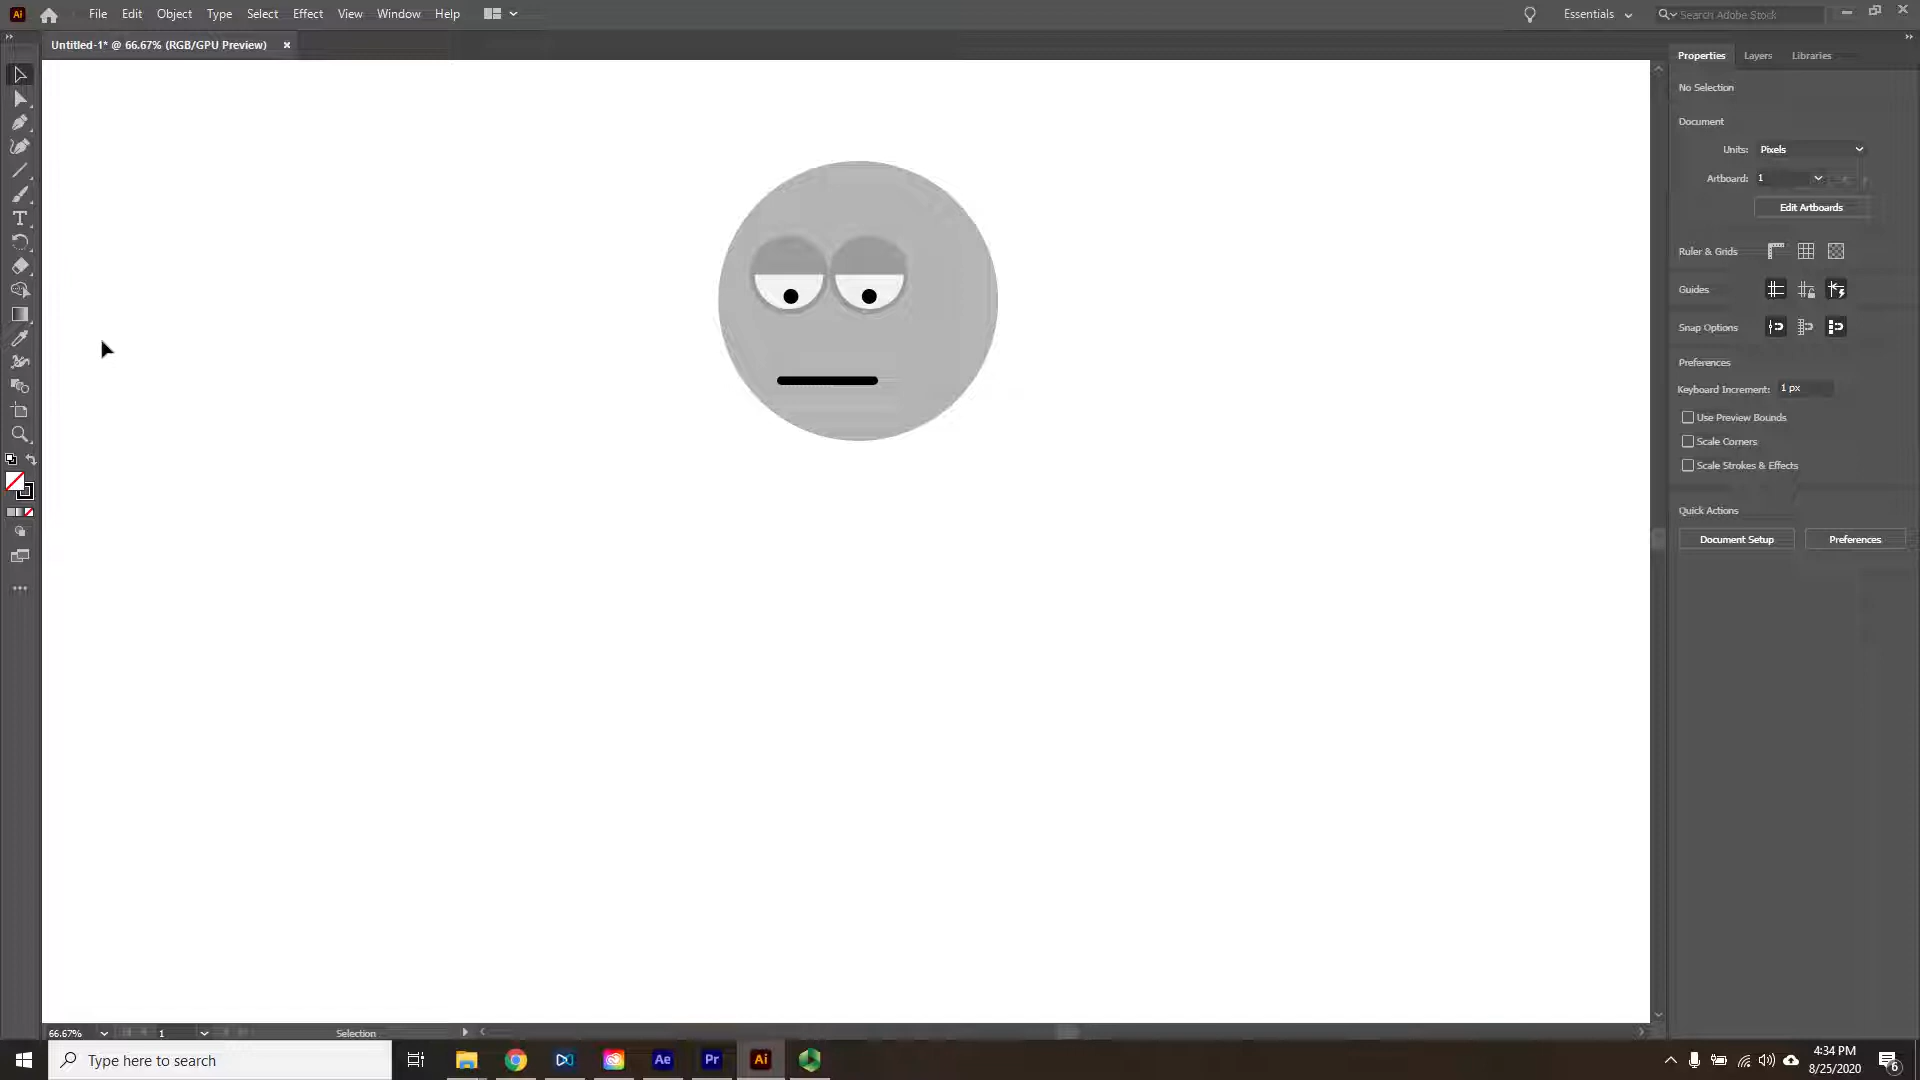 Ai File Edit Object Type Select Effect View Window Help Essentials Search Adobe Stock
Untitled-1* @ 66.67% (RGB/GPU Preview)
Properties Layers Libraries
No Selection
Document
Units: Pixels
Artboard: 1
Edit Artboards
Ruler & Grids
Guides
Snap Options
Preferences
Keyboard Increment: 1 px
Use Preview Bounds
Scale Corners
Scale Strokes & Effects
Quick Actions
Document Setup Preferences
66.67% 1 Selection
Type here to search
Ae Pr Ai
4:34 PM
8/25/2020
6